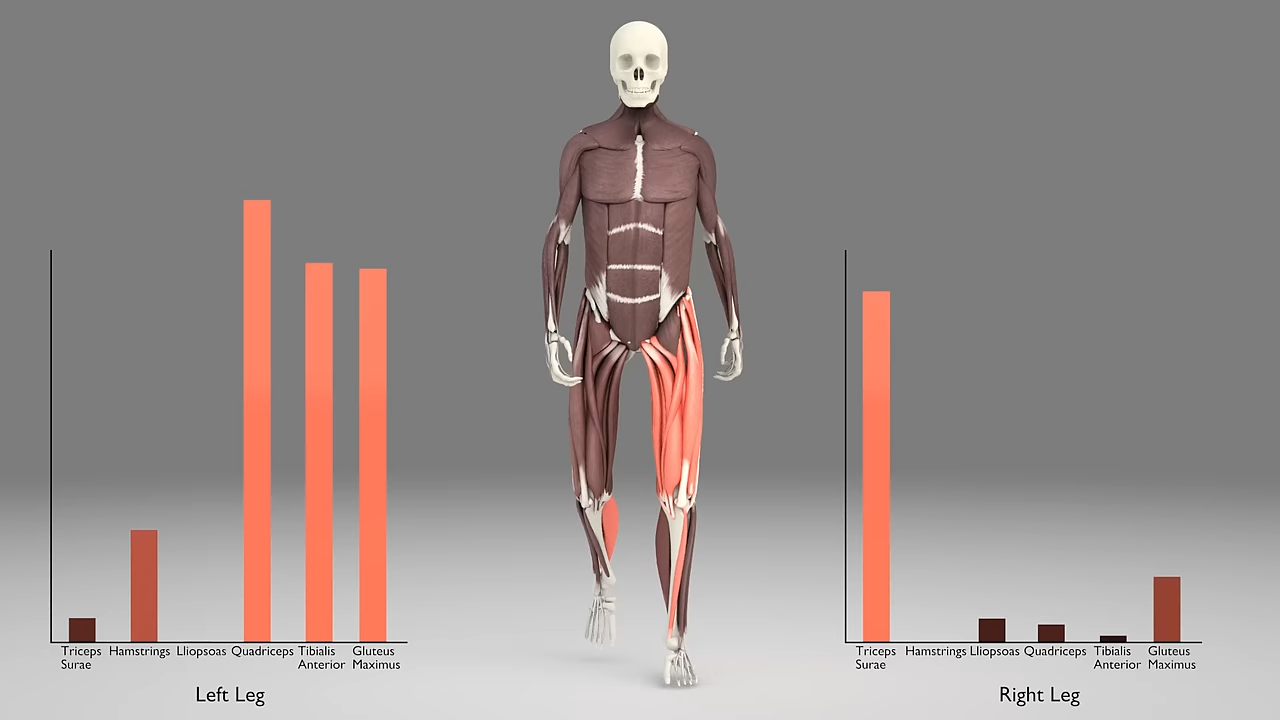 Triceps Surae
Hamstrings
Lliopsoas
Quadriceps
Tibialis Anterior
Gluteus Maximus
Left Leg
Triceps Surae
Hamstrings
Lliopsoas
Quadriceps
Tibialis Anterior
Gluteus Maximus
Right Leg